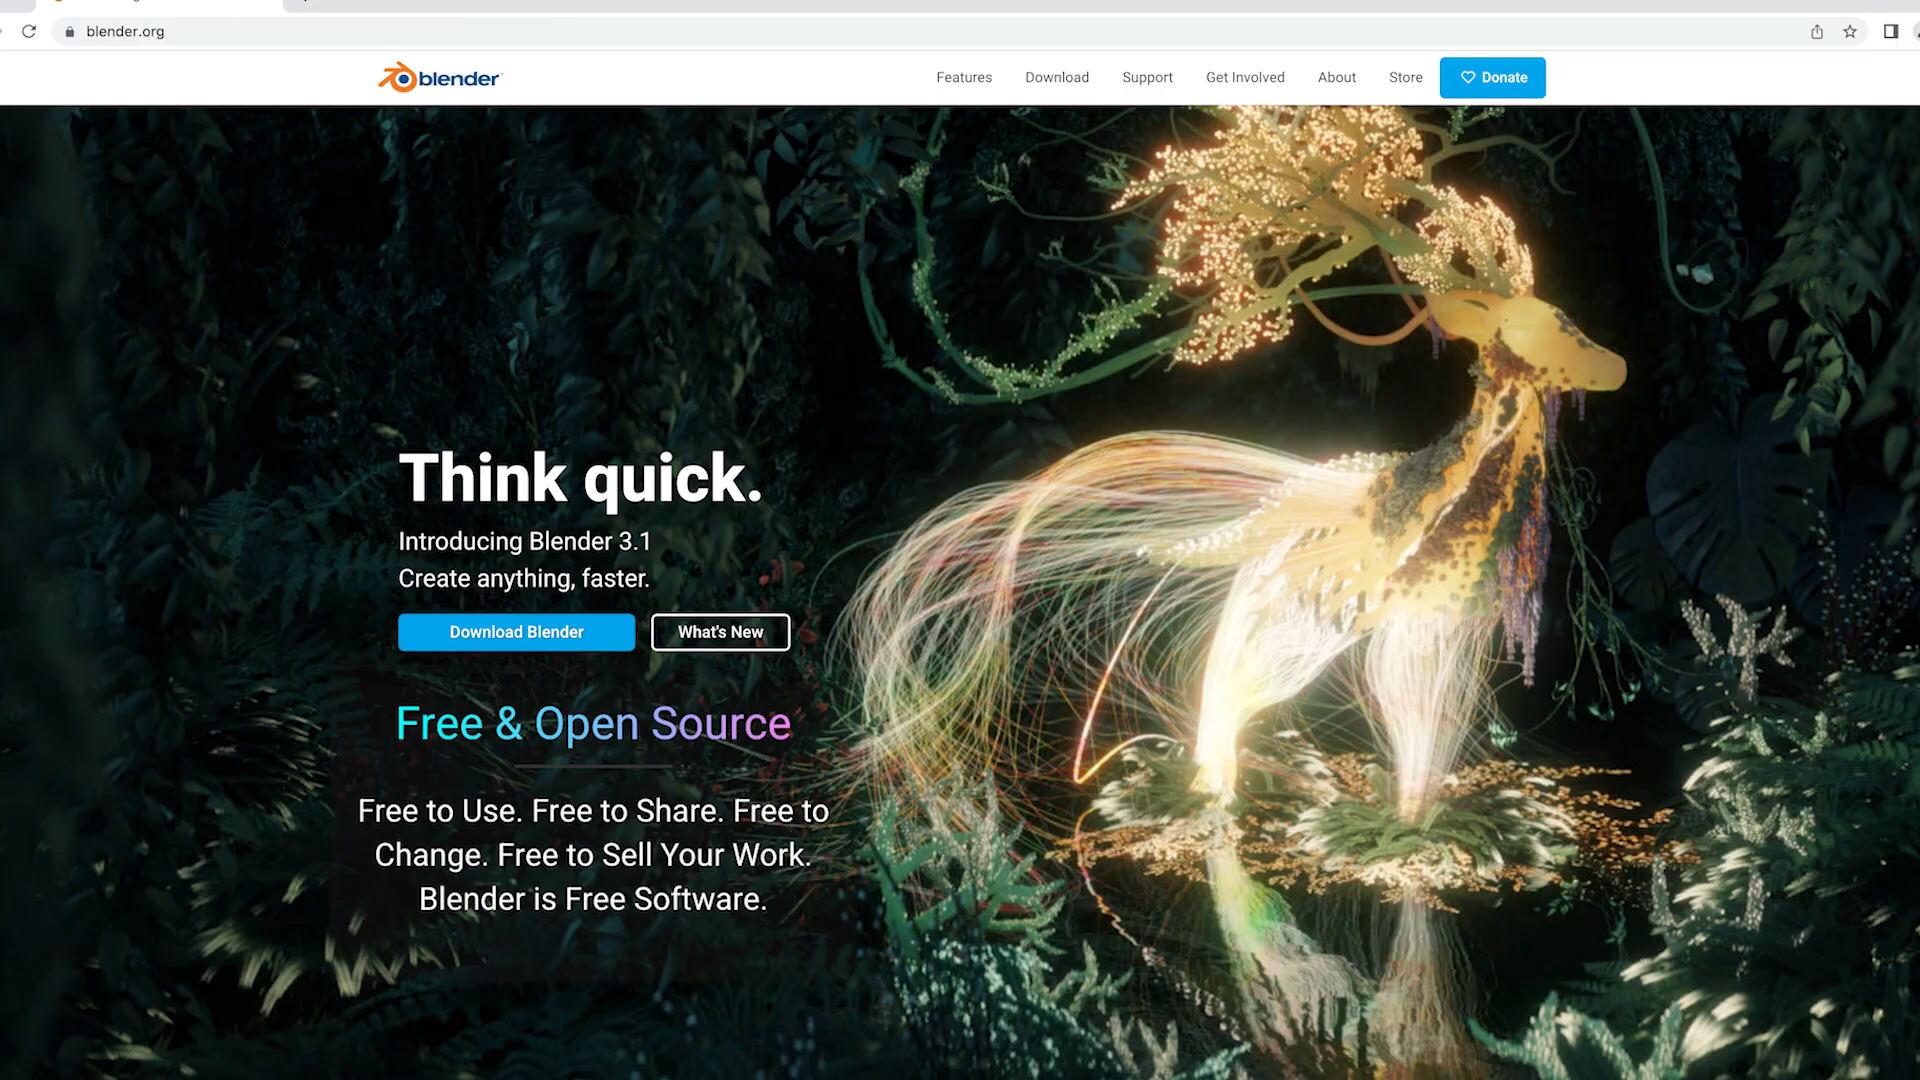 blender.org
blender
Features
Download
Support
Get Involved
About
Store
Donate
Think quick.
Introducing Blender 3.1
Create anything, faster.
Download Blender
What's New
Free & Open Source
Free to Use. Free to Share. Free to
Change. Free to Sell Your Work.
Blender is Free Software.